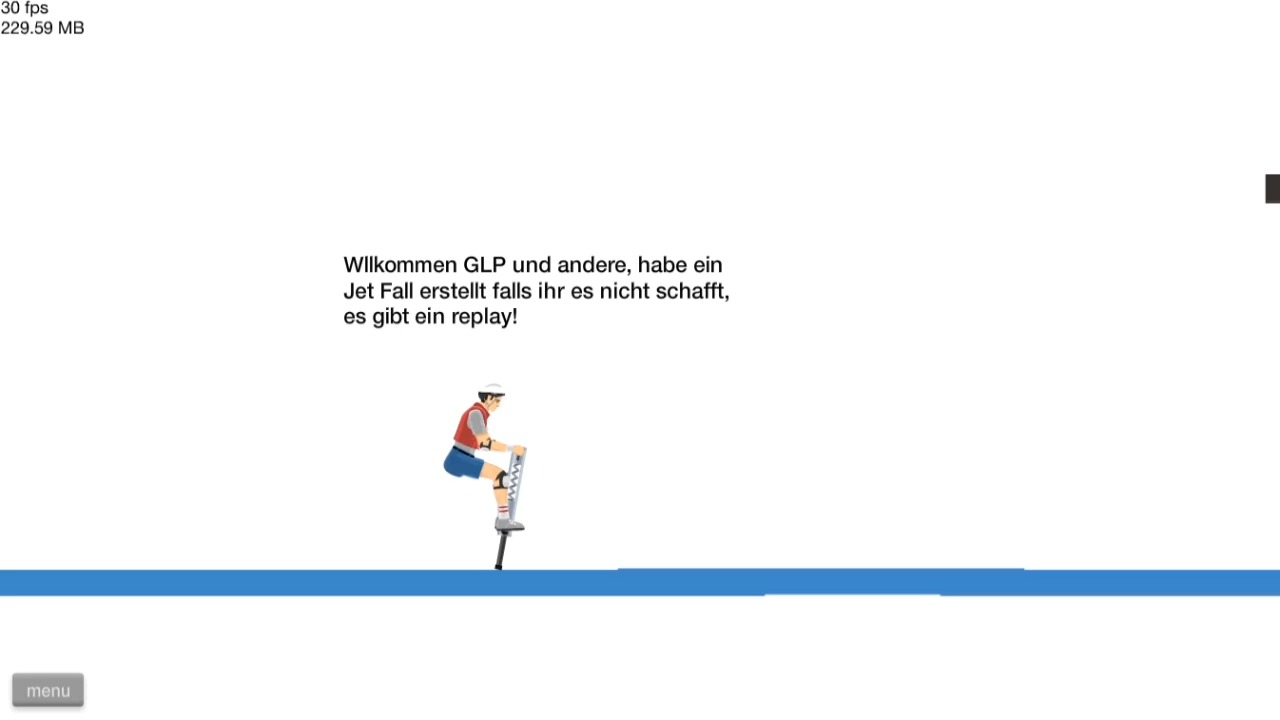 30 fps
229.59 MB
WIlkommen GLP und andere, habe ein
Jet Fall erstellt falls ihr es nicht schafft,
es gibt ein replay!
menu